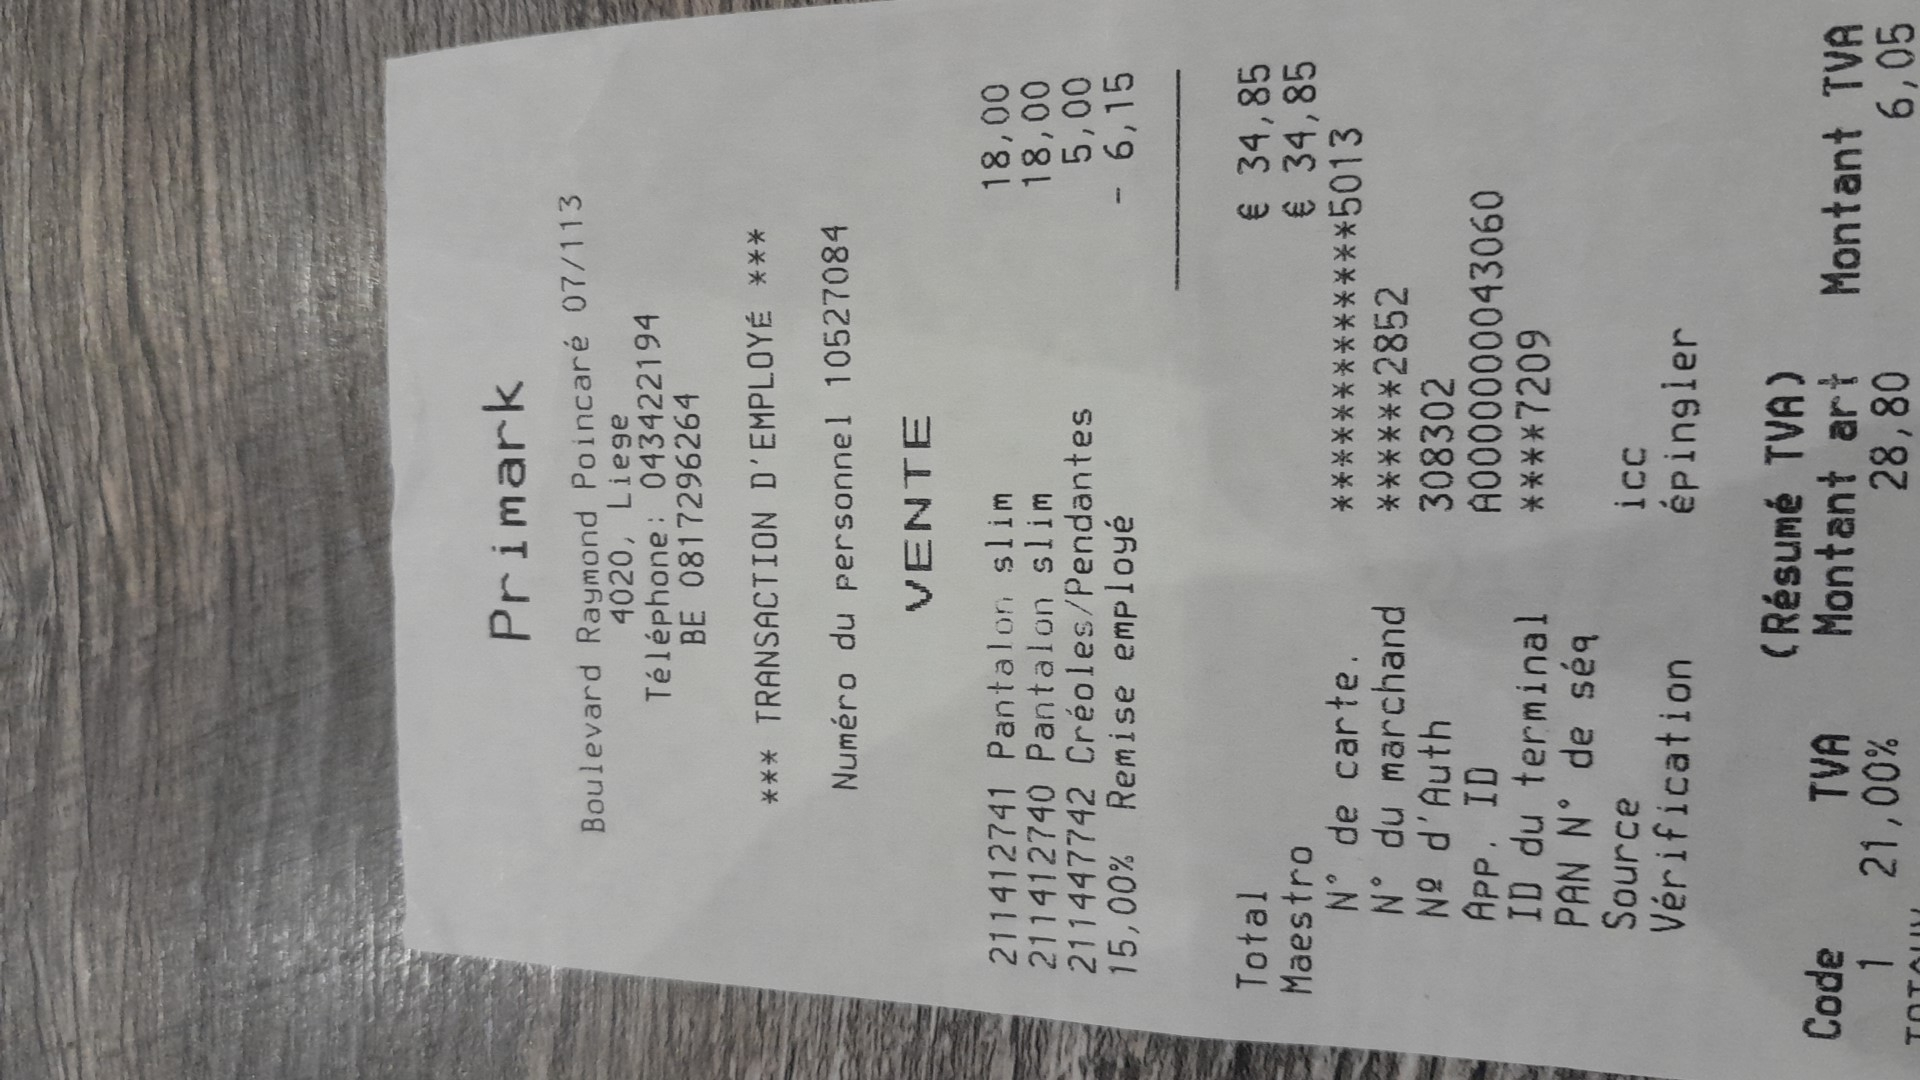 Primark
Boulevard Raymond Poincaré 07/113
4020, Liege
Téléphone: 043422194
BE 0817296264
*** TRANSACTION D'EMPLOYÉ ***
Numéro du personnel 10527084
VENTE
211412741 Pantalon slim 18,00
211412740 Pantalon slim 18,00
211447742 Créoles/Pendantes 5,00
15,00% Remise employé - 6,15
Total € 34,85
Maestro € 34,85
N° de carte. ***************5013
N° du marchand ******2852
Nº d'Auth 308302
App. ID A0000000043060
ID du terminal ****7209
PAN N° de séq
Source icc
Vérification épingler
(Résumé TVA)
Code TVA Montant art Montant TVA
1 21,00% 28,80 6,05